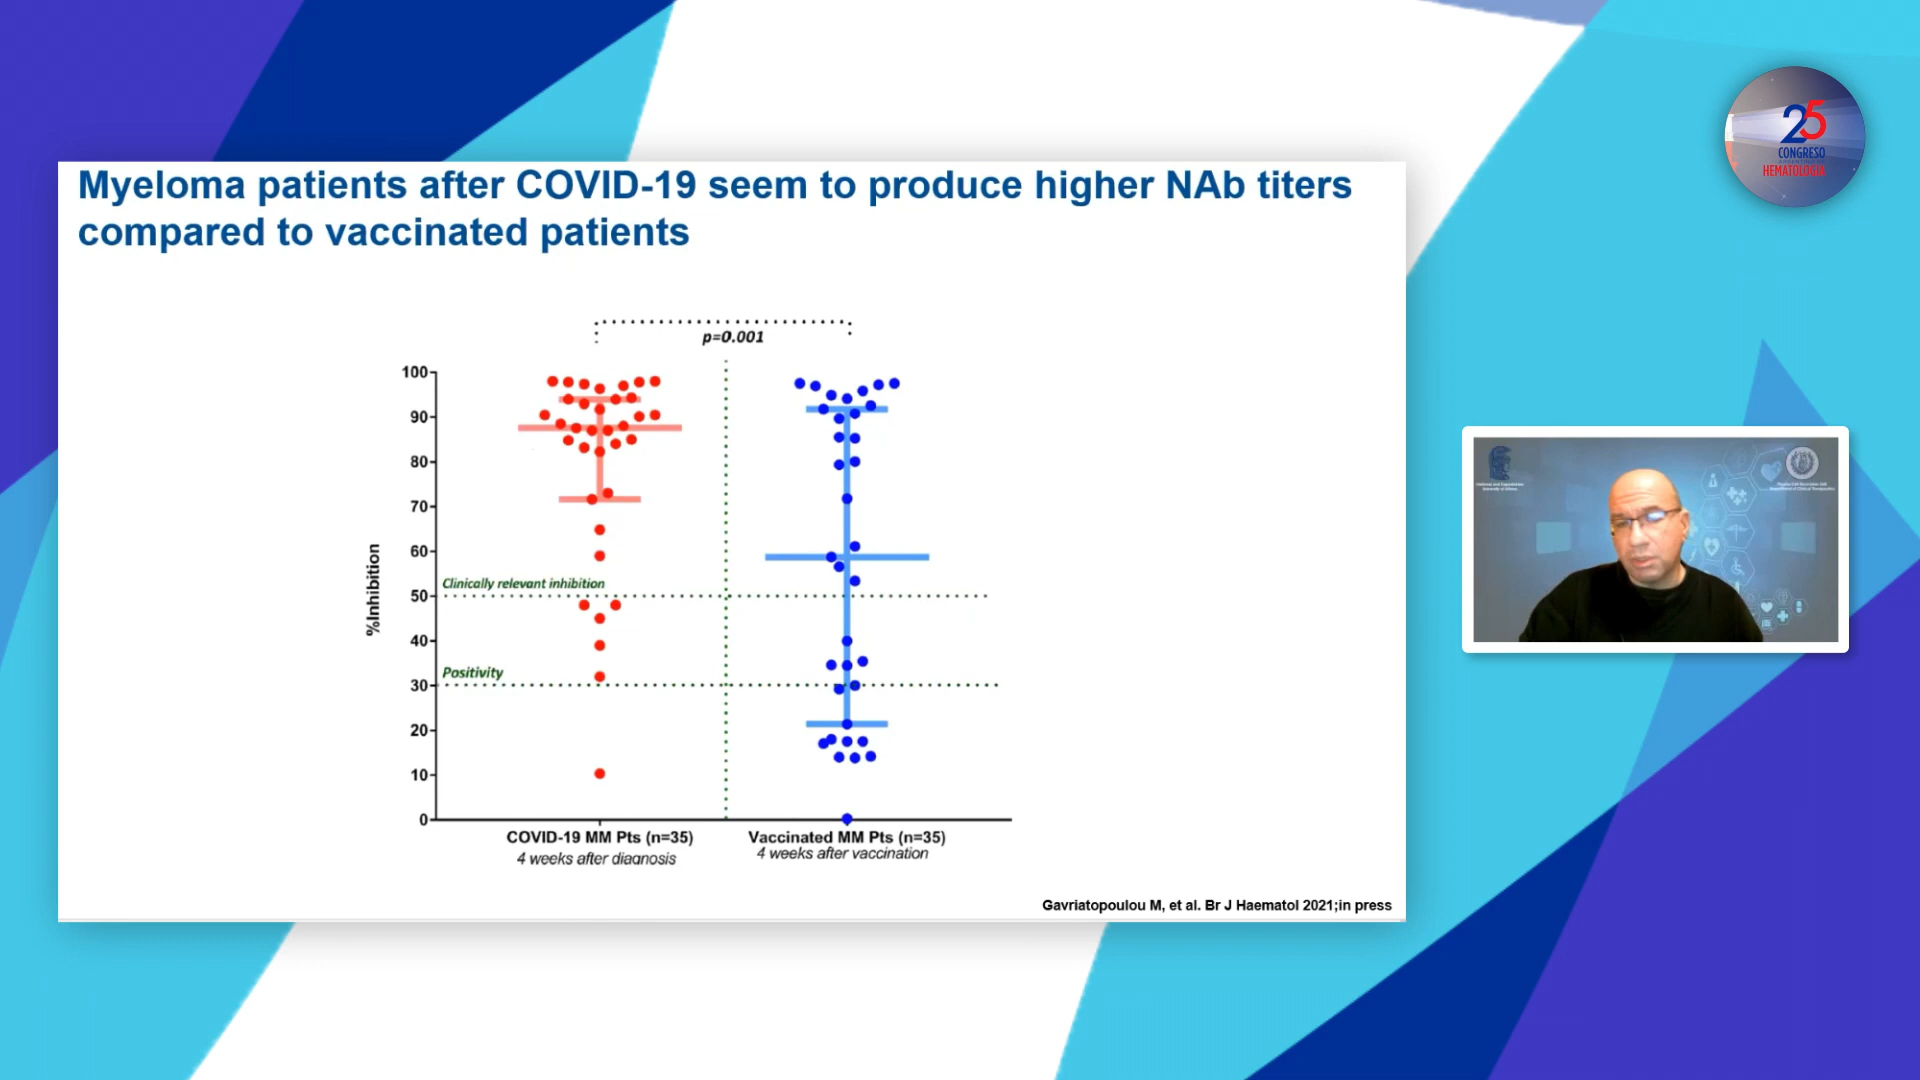 Myeloma patients after COVID-19 seem to produce higher NAb titers
compared to vaccinated patients
p=0.001
100
90
80
70
60
50
40
30
20
10
0
%Inhibition
Clinically relevant inhibition
Positivity
COVID-19 MM Pts (n=35)
4 weeks after diagnosis
Vaccinated MM Pts (n=35)
4 weeks after vaccination
Gavriatopoulou M, et al. Br J Haematol 2021;in press
25
CONGRESO
HEMATOLOGÍA